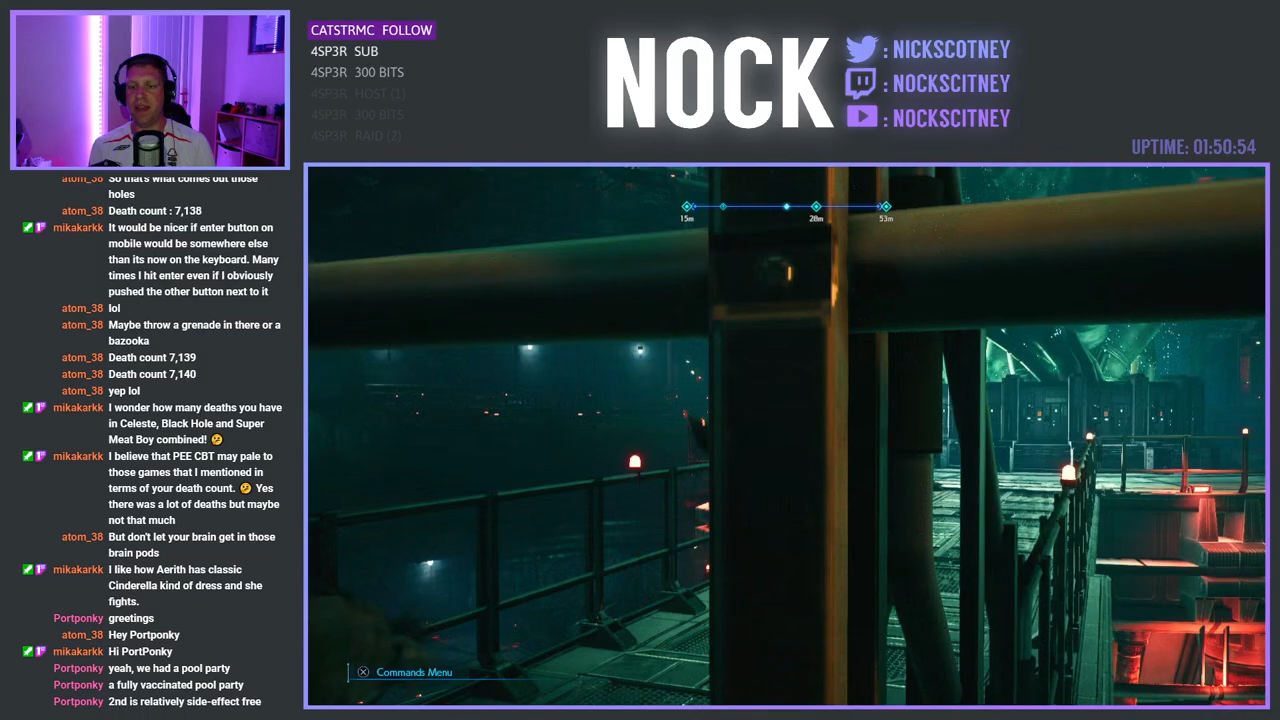 CATSTRMC FOLLOW
4SP3R SUB
4SP3R 300 BITS
4SP3R HOST (1)
4SP3R 300 BITS
4SP3R RAID (2)
NOCK
: NICKSCOTNEY
: NOCKSCITNEY
: NOCKSCITNEY
UPTIME: 01:50:54
atom_38 So that's what comes out those
holes
atom_38 Death count : 7,138
mikakarkk It would be nicer if enter button on
mobile would be somewhere else
than its now on the keyboard. Many
times I hit enter even if I obviously
pushed the other button next to it
atom_38 lol
atom_38 Maybe throw a grenade in there or a
bazooka
atom_38 Death count 7,139
atom_38 Death count 7,140
atom_38 yep lol
mikakarkk I wonder how many deaths you have
in Celeste, Black Hole and Super
Meat Boy combined! 🤔
mikakarkk I believe that PEE CBT may pale to
those games that I mentioned in
terms of your death count. 🤔 Yes
there was a lot of deaths but maybe
not that much
atom_38 But don't let your brain get in those
brain pods
mikakarkk I like how Aerith has classic
Cinderella kind of dress and she
fights.
Portponky greetings
atom_38 Hey Portponky
mikakarkk Hi PortPonky
Portponky yeah, we had a pool party
Portponky a fully vaccinated pool party
Portponky 2nd is relatively side-effect free
15m 28m 53m
Commands Menu